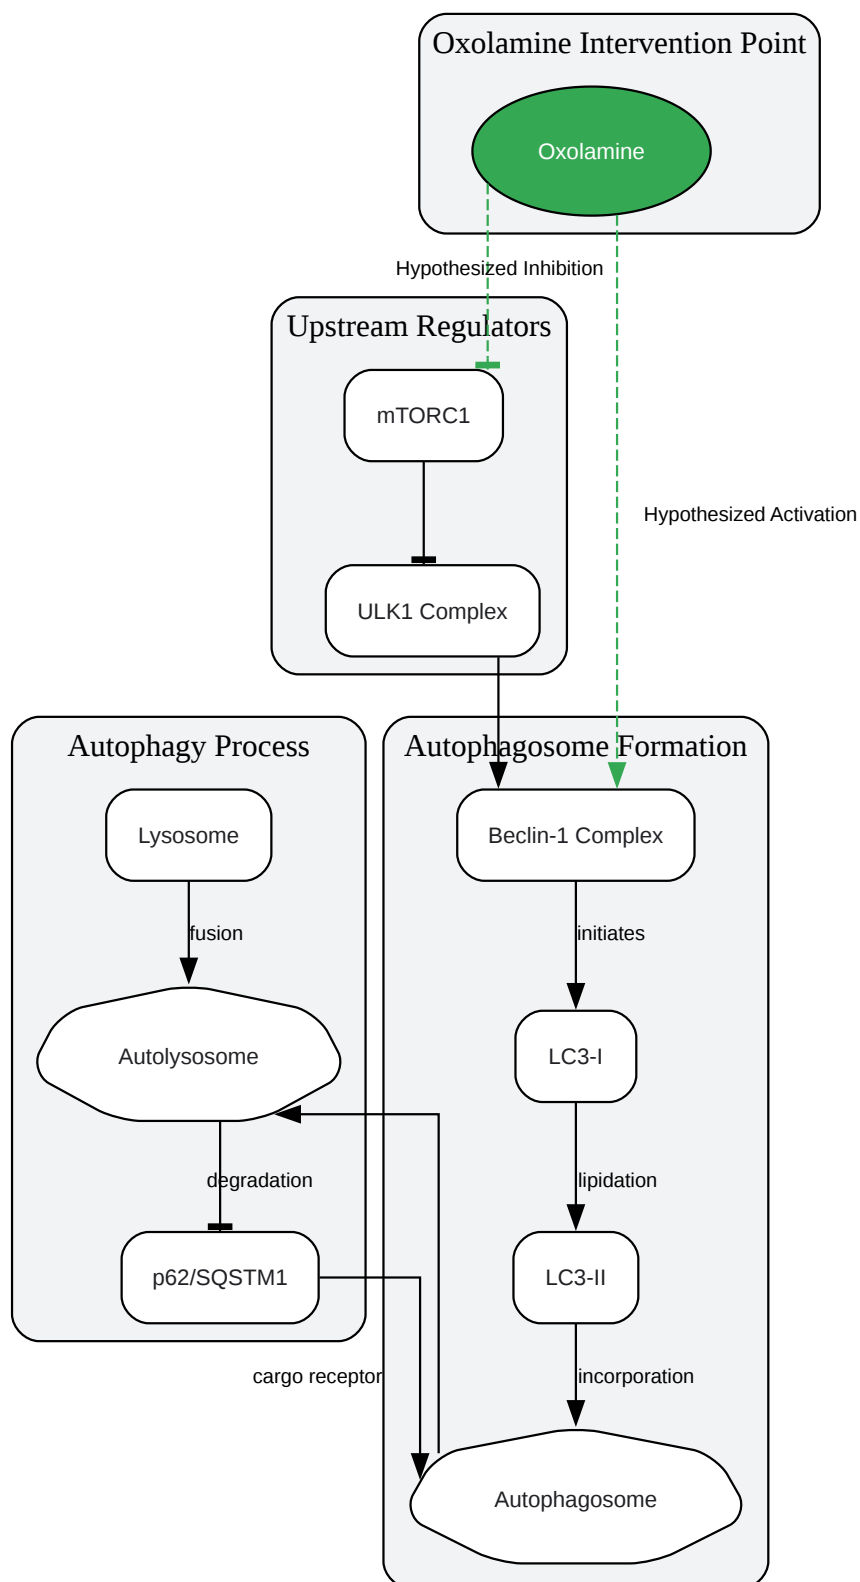 Oxolamine Intervention Point
Oxolamine
Hypothesized Inhibition
Upstream Regulators
mTORC1
Hypothesized Activation
ULK1 Complex
Autophagy Process
Autophagosome Formation
Lysosome
Beclin-1 Complex
fusion
initiates
Autolysosome
LC3-I
degradation
lipidation
p62/SQSTM1
LC3-II
cargo receptor
incorporation
Autophagosome